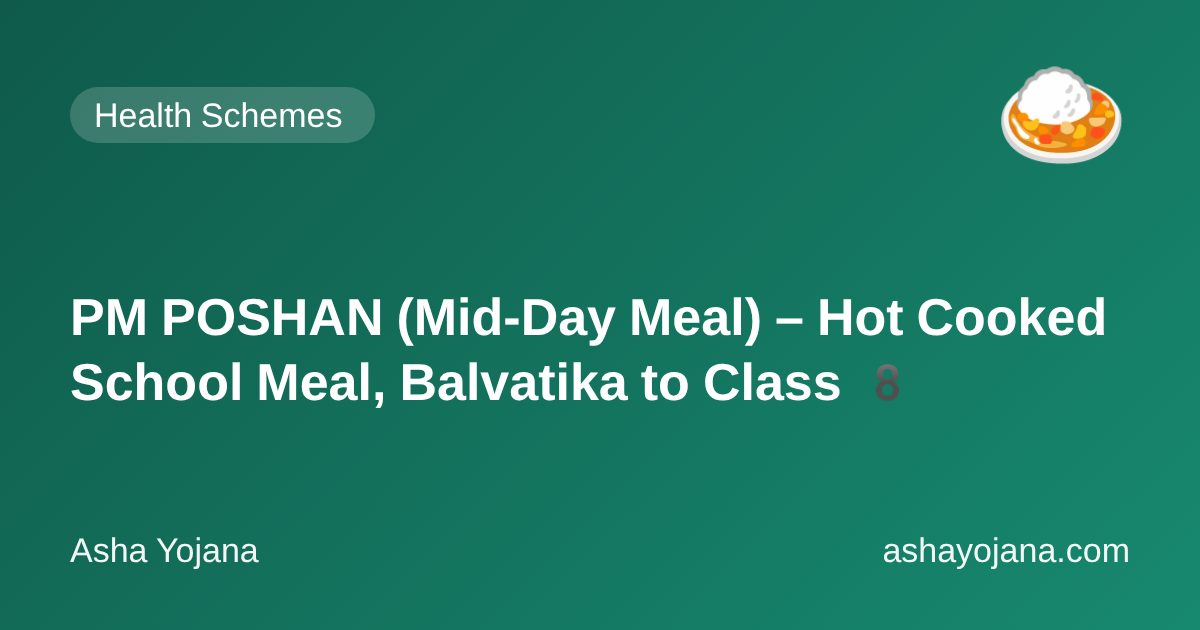 Health Schemes
PM POSHAN (Mid-Day Meal) – Hot Cooked
School Meal, Balvatika to Class 8
Asha Yojana
ashayojana.com